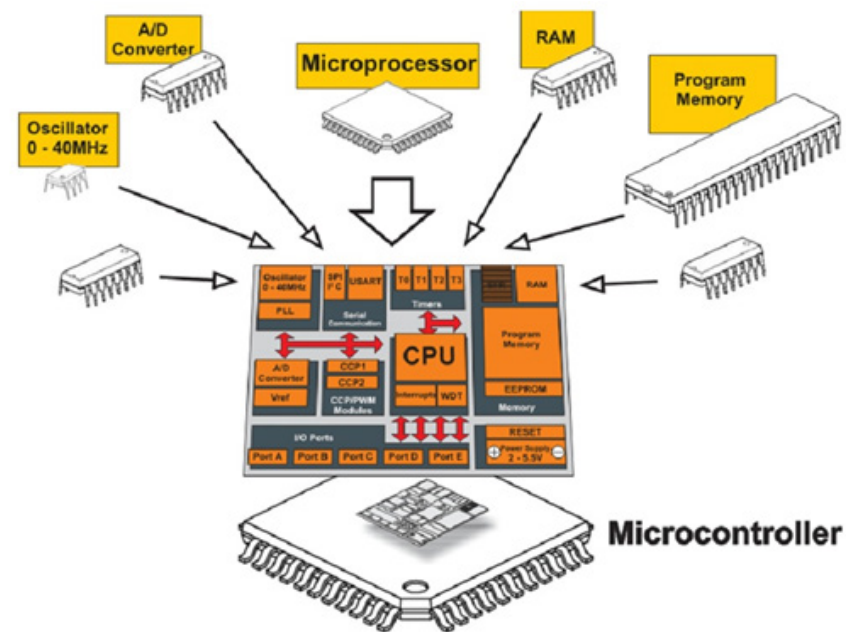 A/D
Converter
Microprocessor
RAM
Program
Memory
Oscillator
0 - 40MHz
Oscillator
0 - 40MHz
PLL
SPI
I²C
USART
Serial
Communication
T0 T1 T2 T3
Timers
RAM
Program
Memory
EEPROM
Memory
A/D
Converter
Vref
CCP1
CCP2
CCP/PWM
Modules
CPU
Interrupts
WDT
I/O Ports
Port A Port B Port C Port D Port E
RESET
Power Supply
2 - 5.5V
Microcontroller